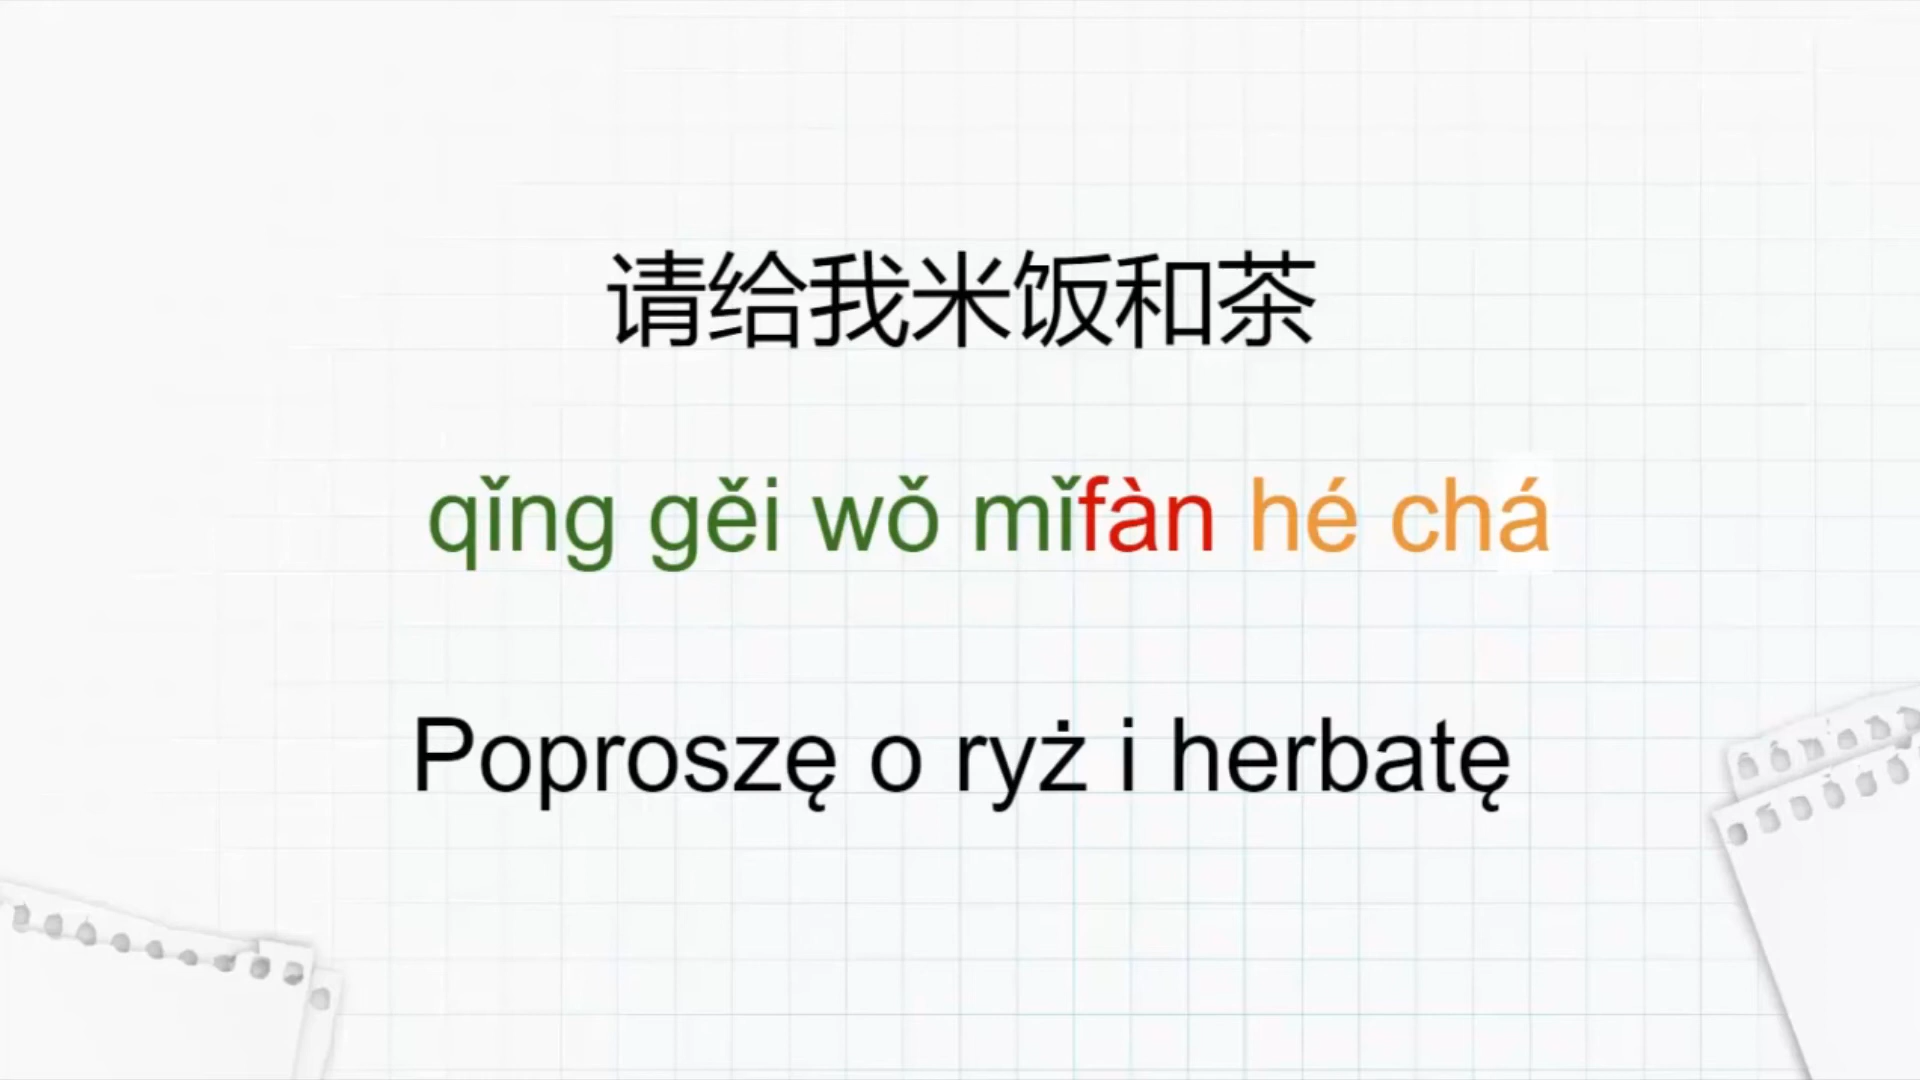 请给我米饭和茶
qǐng gěi wǒ mǐfàn hé chá
Poproszę o ryż i herbatę